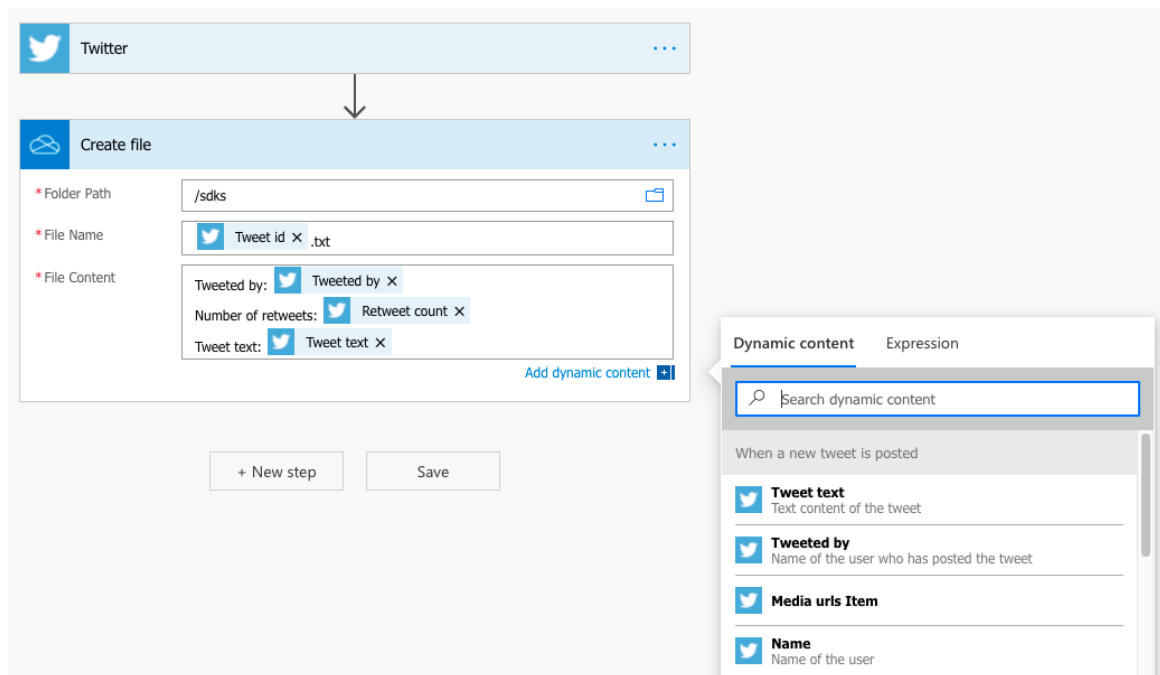 Twitter
Create file
* Folder Path
/sdks
* File Name
Tweet id × .txt
* File Content
Tweeted by: Tweeted by ×
Number of retweets: Retweet count ×
Tweet text: Tweet text ×
Add dynamic content
+ New step
Save
Dynamic content
Expression
Search dynamic content
When a new tweet is posted
Tweet text
Text content of the tweet
Tweeted by
Name of the user who has posted the tweet
Media urls Item
Name
Name of the user